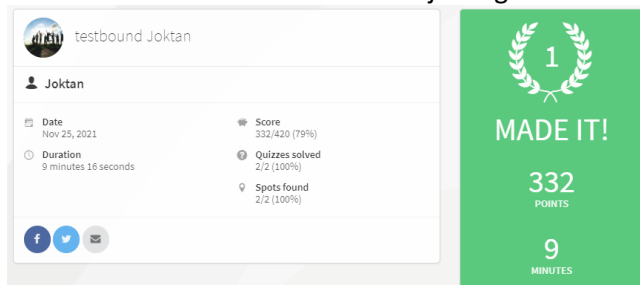 testbound Joktan
Joktan
Date
Nov 25, 2021
Duration
9 minutes 16 seconds
Score
332/420 (79%)
Quizzes solved
2/2 (100%)
Spots found
2/2 (100%)
1
MADE IT!
332
POINTS
9
MINUTES